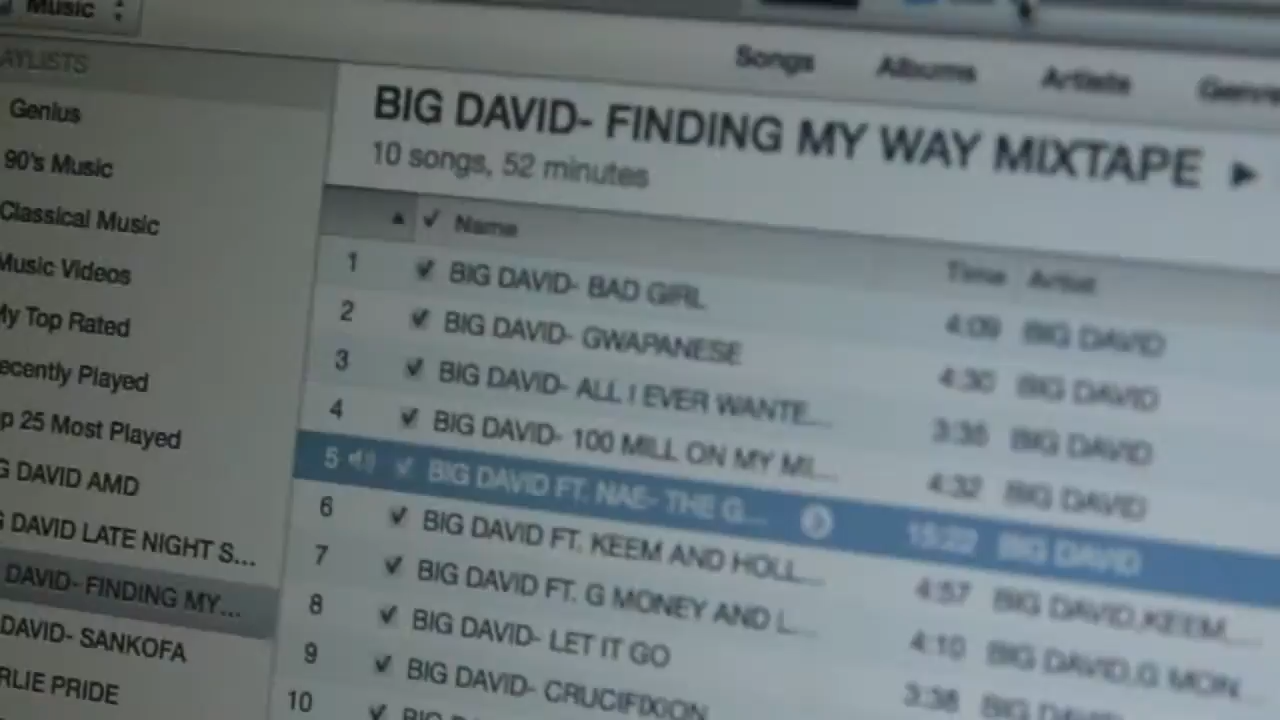 Music
Songs Albums Artists Genre
AYLISTS
Genius
90's Music
Classical Music
Music Videos
My Top Rated
ecently Played
p 25 Most Played
G DAVID AMD
G DAVID LATE NIGHT S...
DAVID- FINDING MY...
DAVID- SANKOFA
RLIE PRIDE
BIG DAVID- FINDING MY WAY MIXTAPE
10 songs, 52 minutes
Name Time Artist
1 BIG DAVID- BAD GIRL 4:09 BIG DAVID
2 BIG DAVID- GWAPANESE 4:30 BIG DAVID
3 BIG DAVID- ALL I EVER WANTE... 3:35 BIG DAVID
4 BIG DAVID- 100 MILL ON MY MI... 4:32 BIG DAVID
5 BIG DAVID FT. NAE- THE G... 15:22 BIG DAVID
6 BIG DAVID FT. KEEM AND HOLL... 4:57 BIG DAVID,KEEM,...
7 BIG DAVID FT. G MONEY AND L... 4:10 BIG DAVID,G MON...
8 BIG DAVID- LET IT GO 3:38 BIG DAVID
9 BIG DAVID- CRUCIFIXION
10 BIG